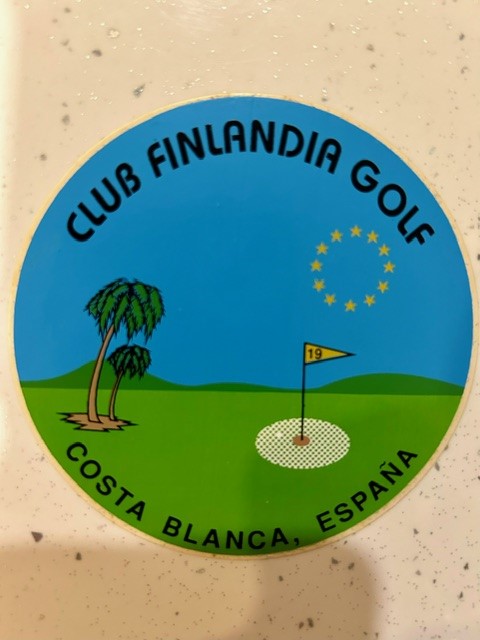 CLUB FINLANDIA GOLF
19
COSTA BLANCA, ESPAÑA